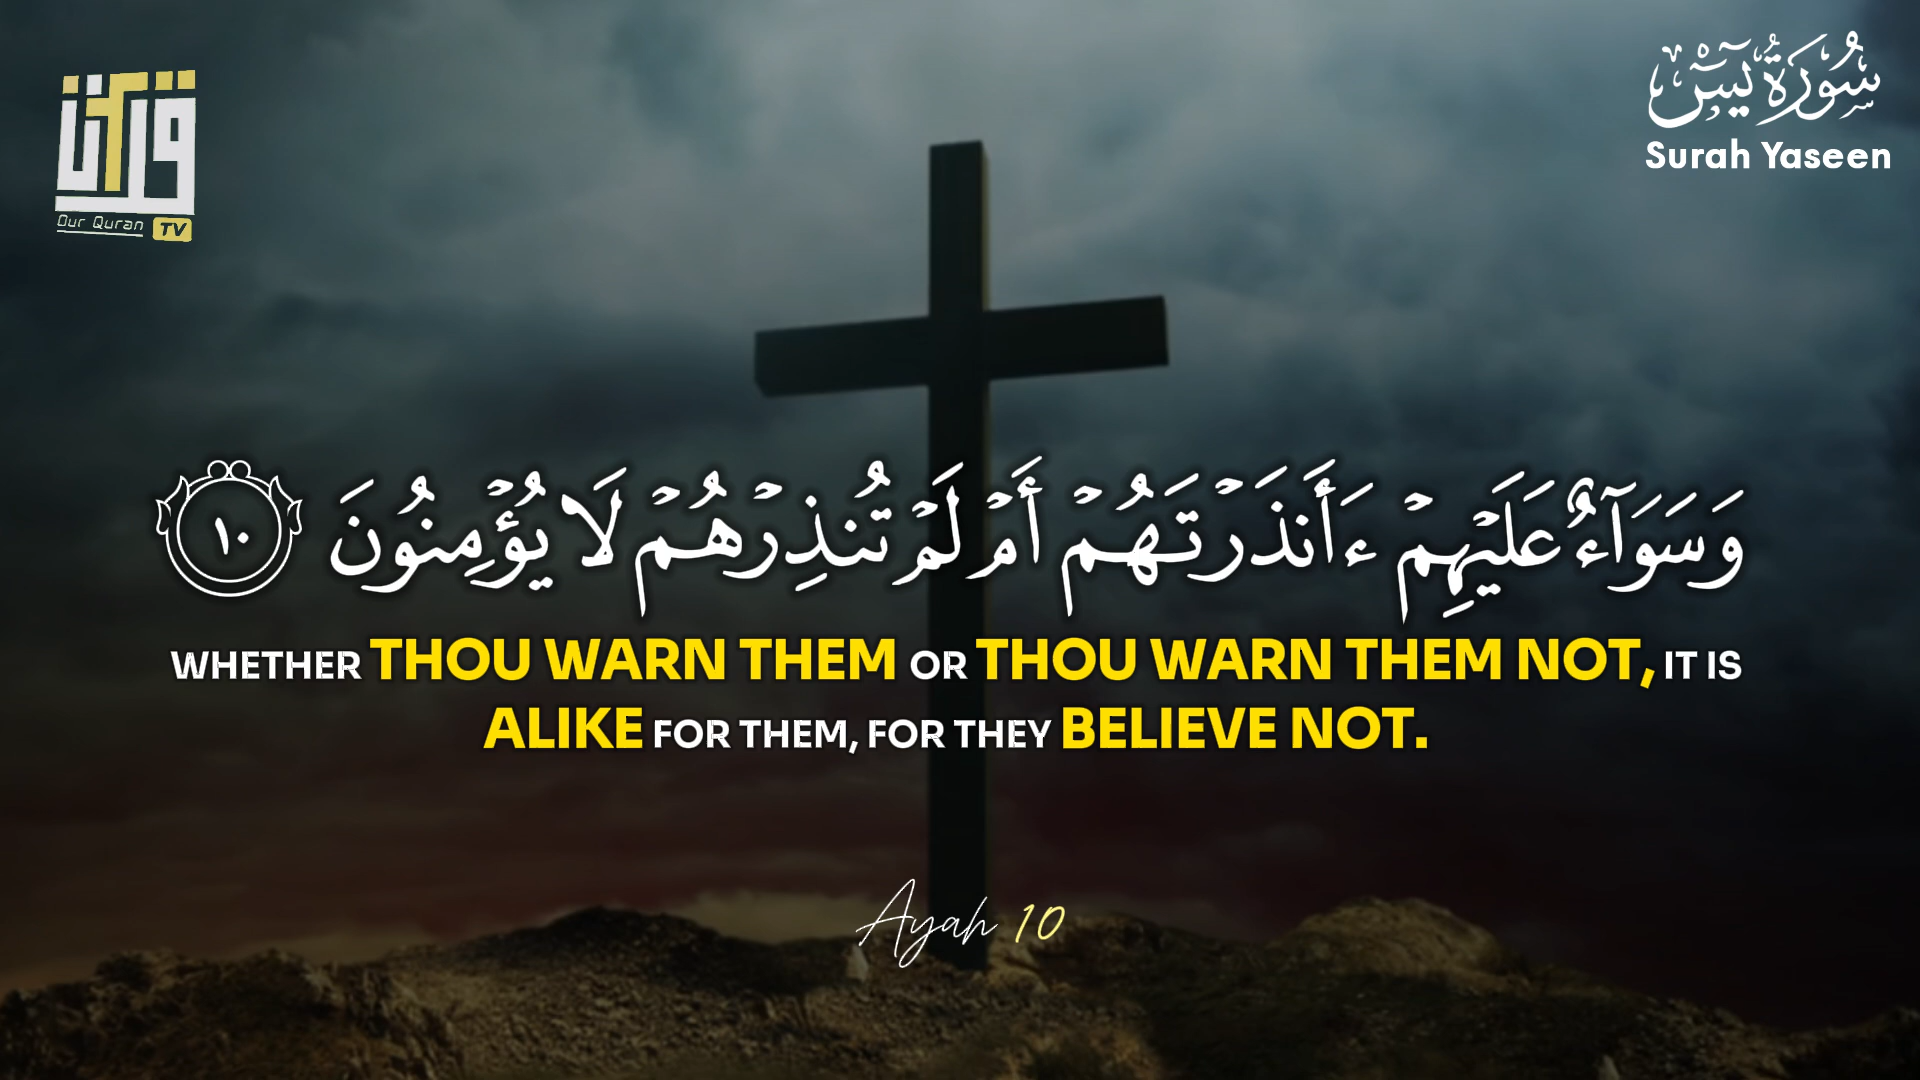 قرآننا
Our Quran TV
سُورَةُ يسٓ
Surah Yaseen
وَسَوَآءٌ عَلَيْهِمْ ءَأَنذَرْتَهُمْ أَمْ لَمْ تُنذِرْهُمْ لَا يُؤْمِنُونَ ١٠
WHETHER THOU WARN THEM OR THOU WARN THEM NOT, IT IS
ALIKE FOR THEM, FOR THEY BELIEVE NOT.
Ayah 10